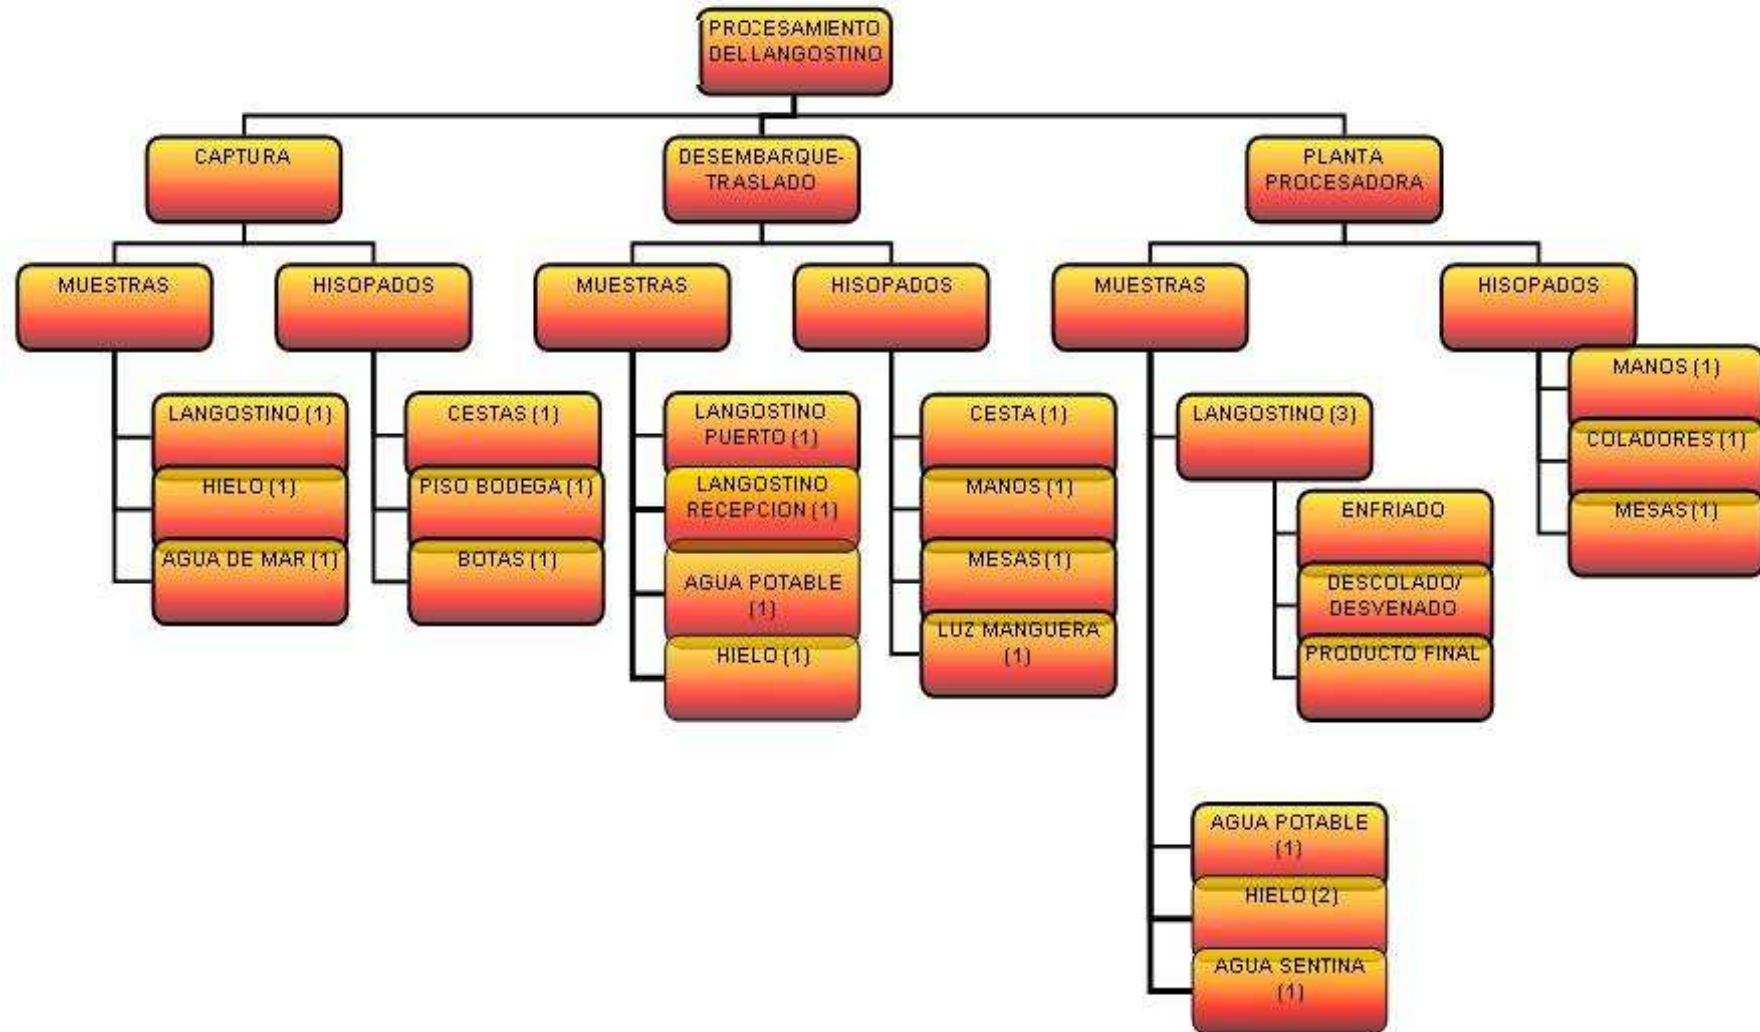 PROCESAMIENTO
DEL LANGOSTINO
CAPTURA
DESEMBARQUE-
TRASLADO
PLANTA
PROCESADORA
MUESTRAS
HISOPADOS
MUESTRAS
HISOPADOS
MUESTRAS
HISOPADOS
LANGOSTINO (1)
HIELO (1)
AGUA DE MAR (1)
CESTAS (1)
PISO BODEGA (1)
BOTAS (1)
LANGOSTINO
PUERTO (1)
LANGOSTINO
RECEPCION (1)
AGUA POTABLE
(1)
HIELO (1)
CESTA (1)
MANOS (1)
MESAS (1)
LUZ MANGUERA
(1)
LANGOSTINO (3)
ENFRIADO
DESCOLADO/
DESVENADO
PRODUCTO FINAL
AGUA POTABLE
(1)
HIELO (2)
AGUA SENTINA
(1)
MANOS (1)
COLADORES (1)
MESAS (1)